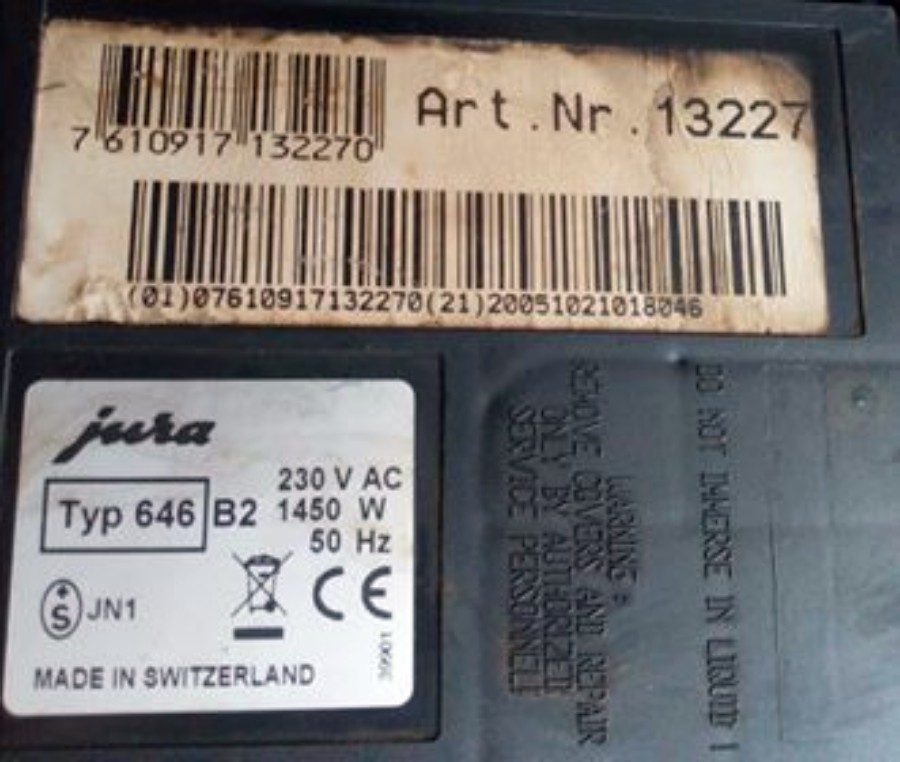 Art.Nr.13227
7 610917 132270
(01)07610917132270(21)20051021018046
jura
Typ 646 B2
230 V AC
1450 W
50 Hz
S JN1
CE
39901
MADE IN SWITZERLAND
WARNING
REMOVE COVERS AND REPAIR
ONLY BY AUTHORIZED
SERVICE PERSONNEL
DO NOT IMMERSE IN LIQUID !